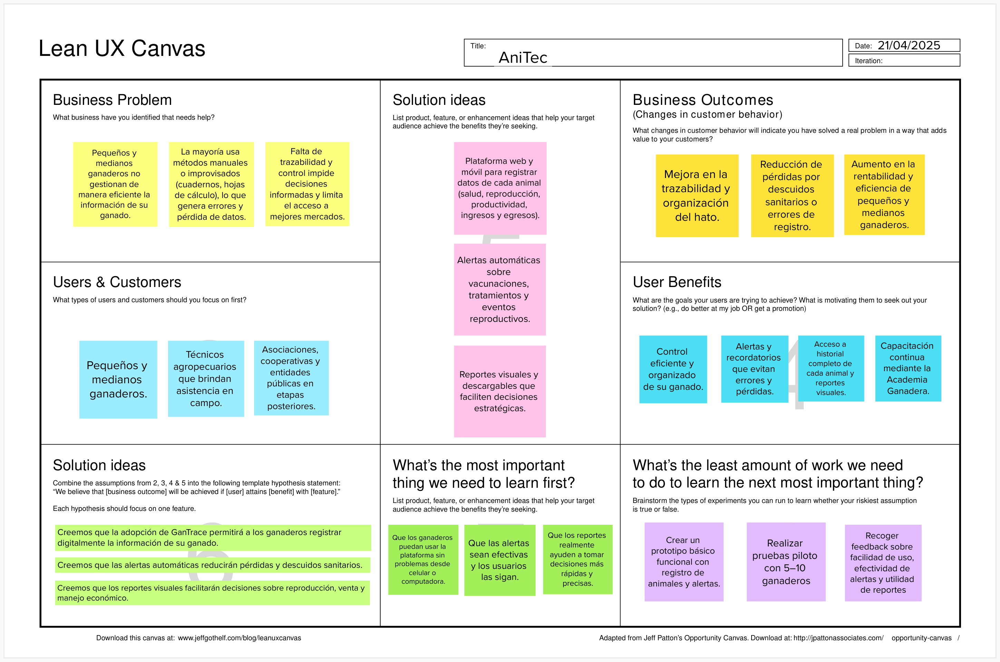 Lean UX Canvas
Title:
AniTec
Date: 21/04/2025
Iteration:
Business Problem
What business have you identified that needs help?
Pequeños y
medianos
ganaderos no
gestionan de
manera eficiente la
información de su
ganado.
La mayoría usa
métodos manuales
o improvisados
(cuadernos, hojas
de cálculo), lo que
genera errores y
pérdida de datos.
Falta de
trazabilidad y
control impide
decisiones
informadas y limita
el acceso a
mejores mercados.
Users & Customers
What types of users and customers should you focus on first?
Pequeños y
medianos
ganaderos.
Técnicos
agropecuarios
que brindan
asistencia en
campo.
Asociaciones,
cooperativas y
entidades
públicas en
etapas
posteriores.
Solution ideas
List product, feature, or enhancement ideas that help your target
audience achieve the benefits they’re seeking.
Plataforma web y
móvil para registrar
datos de cada animal
(salud, reproducción,
productividad,
ingresos y egresos).
Alertas automáticas
sobre
vacunaciones,
tratamientos y
eventos
reproductivos.
Reportes visuales y
descargables que
faciliten decisiones
estratégicas.
Business Outcomes
(Changes in customer behavior)
What changes in customer behavior will indicate you have solved a real problem in a way that adds
value to your customers?
Mejora en la
trazabilidad y
organización
del hato.
Reducción de
pérdidas por
descuidos
sanitarios o
errores de
registro.
Aumento en la
rentabilidad y
eficiencia de
pequeños y
medianos
ganaderos.
User Benefits
What are the goals your users are trying to achieve? What is motivating them to seek out your
solution? (e.g., do better at my job OR get a promotion)
4
Control
eficiente y
organizado
de su ganado.
Alertas y
recordatorios
que evitan
errores y
pérdidas.
Acceso a
historial
completo de
cada animal y
reportes
visuales.
Capacitación
continua
mediante la
Academia
Ganadera.
Solution ideas
Combine the assumptions from 2, 3, 4 & 5 into the following template hypothesis statement:
“We believe that [business outcome] will be achieved if [user] attains [benefit] with [feature].”
Each hypothesis should focus on one feature.
6
Creemos que la adopción de GanTrace permitirá a los ganaderos registrar
digitalmente la información de su ganado.
Creemos que las alertas automáticas reducirán pérdidas y descuidos sanitarios.
Creemos que los reportes visuales facilitarán decisiones sobre reproducción, venta y
manejo económico.
What’s the most important
thing we need to learn first?
List product, feature, or enhancement ideas that help your target
audience achieve the benefits they’re seeking.
Que los ganaderos
puedan usar la
plataforma sin
problemas desde
celular o
computadora.
Que las alertas
sean efectivas
y los usuarios
las sigan.
Que los reportes
realmente
ayuden a tomar
decisiones más
rápidas y
precisas.
What’s the least amount of work we need
to do to learn the next most important thing?
Brainstorm the types of experiments you can run to learn whether your riskiest assumption
is true or false.
Crear un
prototipo básico
funcional con
registro de
animales y alertas.
Realizar
pruebas piloto
con 5–10
ganaderos
Recoger
feedback sobre
facilidad de uso,
efectividad de
alertas y utilidad
de reportes
Download this canvas at: www.jeffgothelf.com/blog/leanuxcanvas
Adapted from Jeff Patton’s Opportunity Canvas. Download at: http://jpattonassociates.com/ opportunity-canvas /